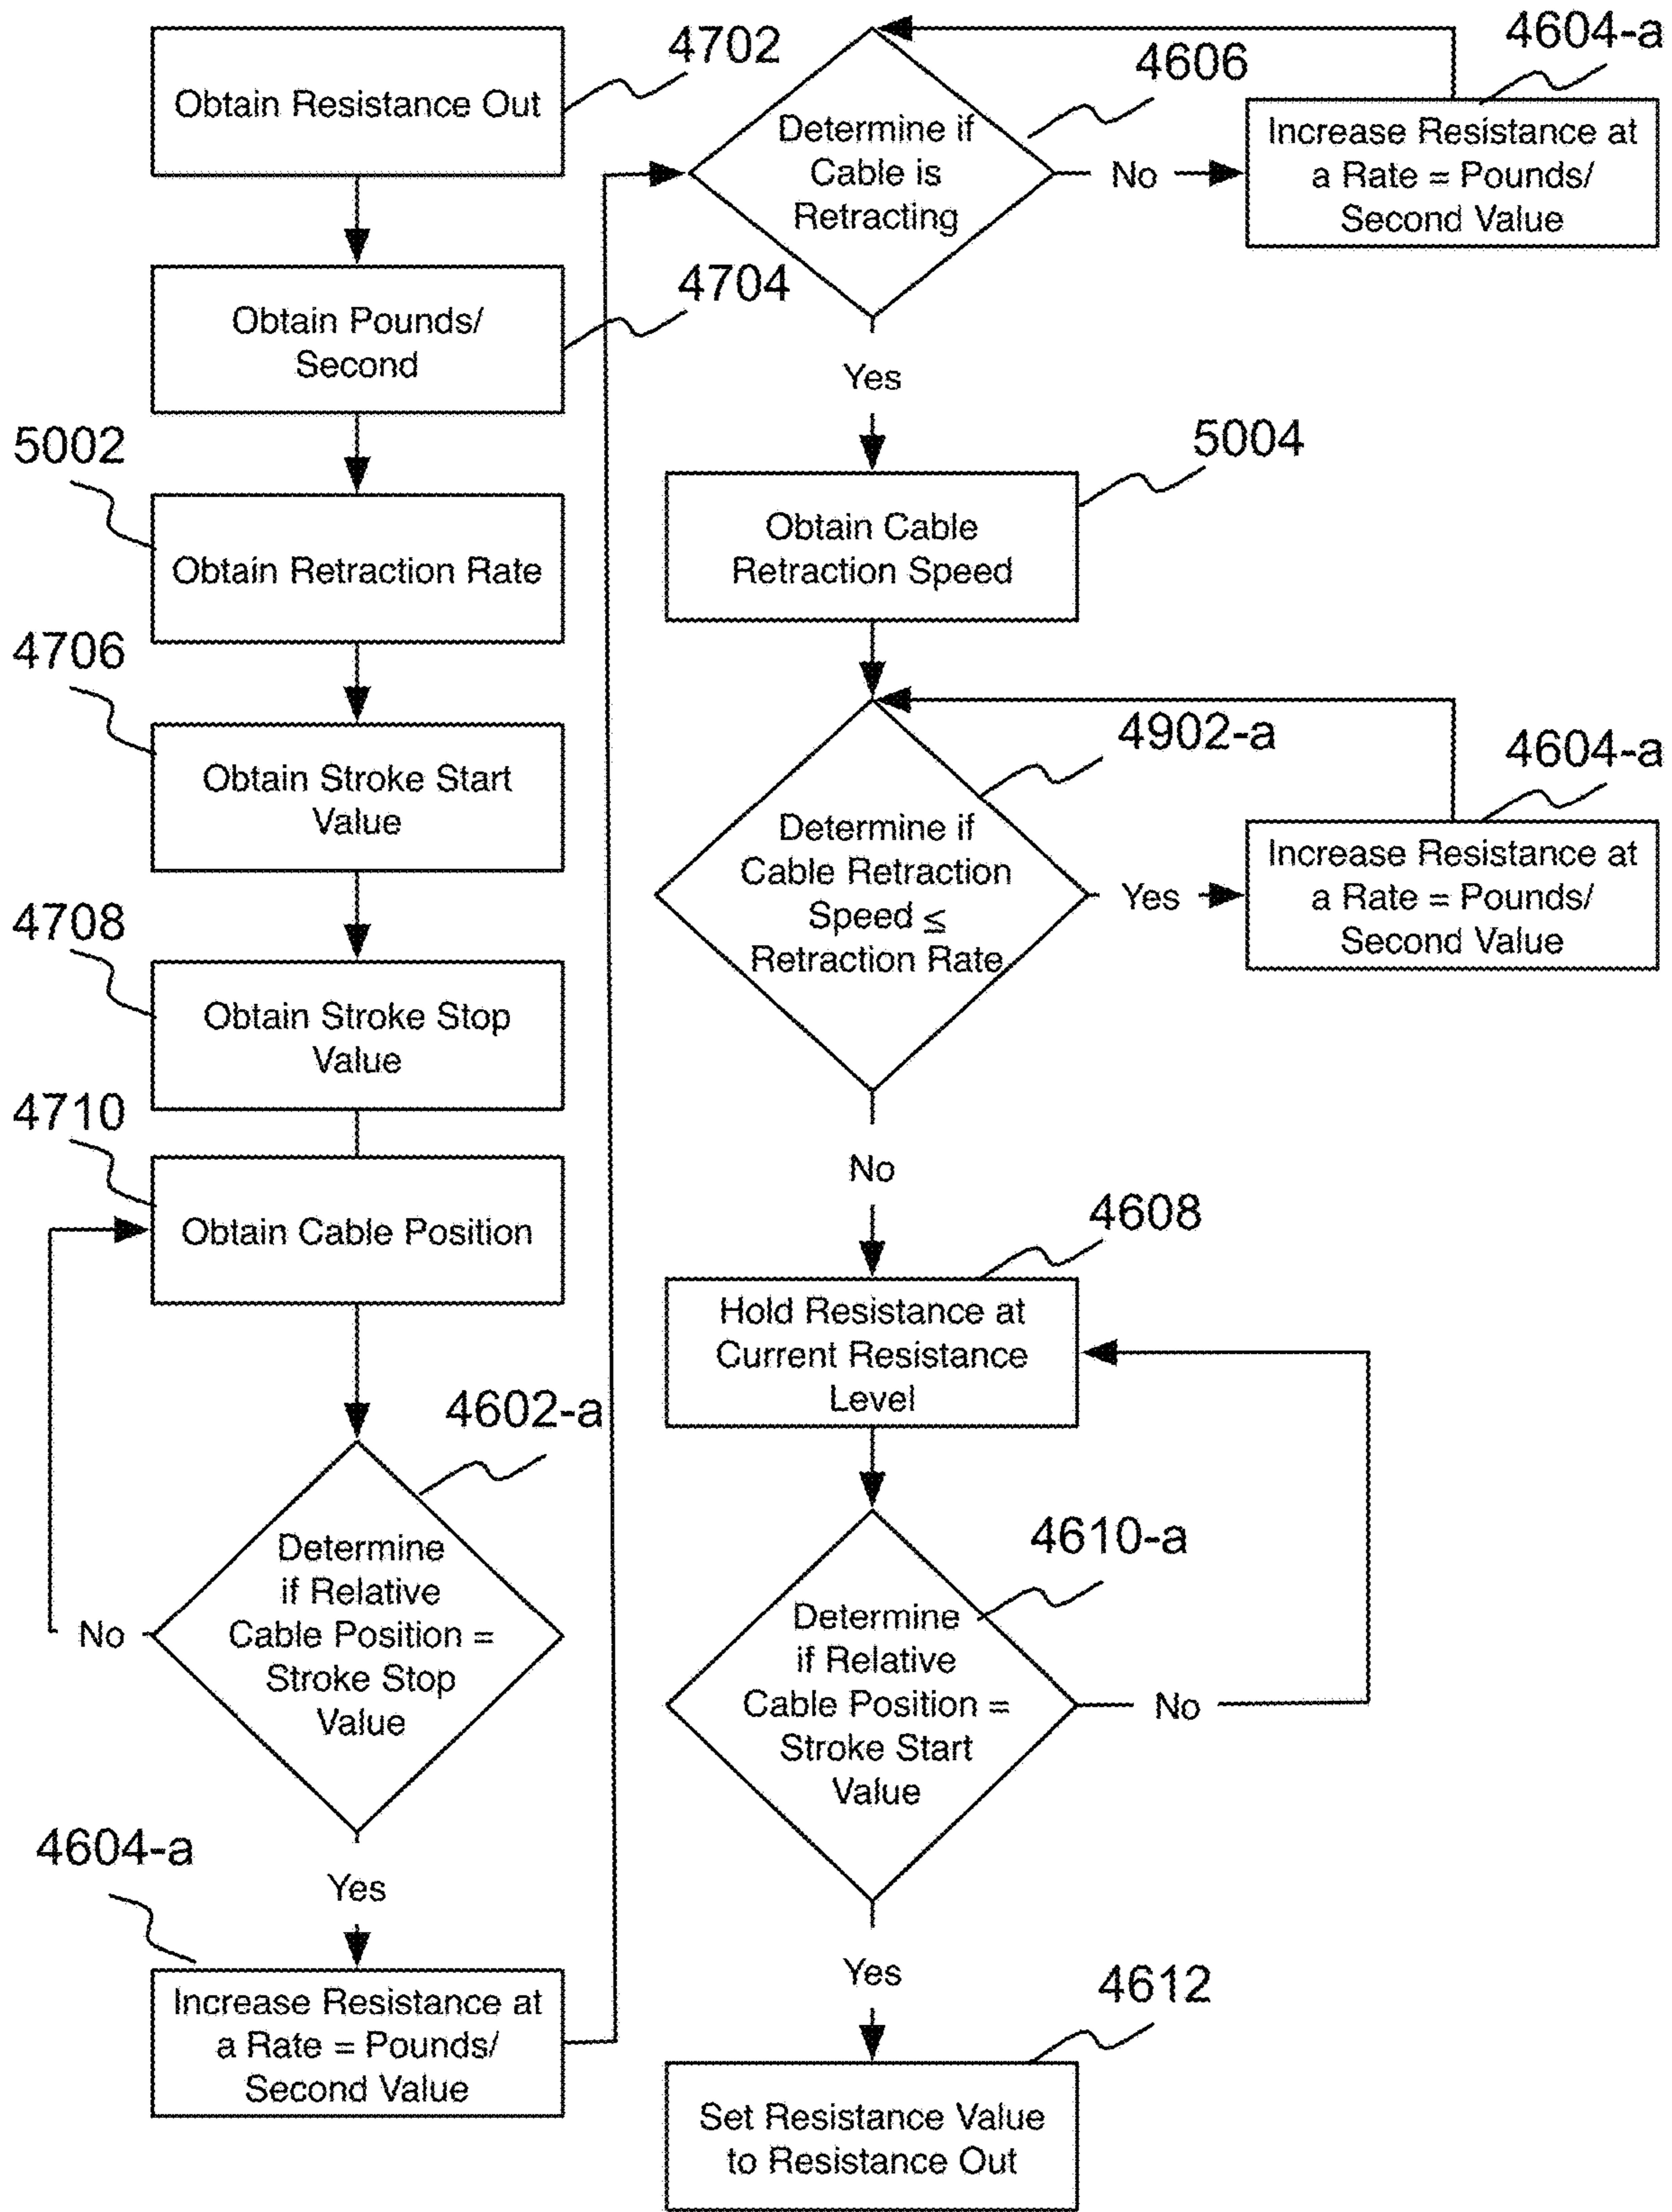 4702
Obtain Resistance Out
4704
Obtain Pounds/
Second
5002
Obtain Retraction Rate
4706
Obtain Stroke Start
Value
4708
Obtain Stroke Stop
Value
4710
Obtain Cable Position
4602-a
Determine
if Relative
Cable Position =
Stroke Stop
Value
No
Yes
4604-a
Increase Resistance at
a Rate = Pounds/
Second Value
4606
Determine if
Cable is
Retracting
No
4604-a
Increase Resistance at
a Rate = Pounds/
Second Value
Yes
5004
Obtain Cable
Retraction Speed
4902-a
Determine if
Cable Retraction
Speed ≤
Retraction Rate
Yes
4604-a
Increase Resistance at
a Rate = Pounds/
Second Value
No
4608
Hold Resistance at
Current Resistance
Level
4610-a
Determine
if Relative
Cable Position =
Stroke Start
Value
No
Yes
4612
Set Resistance Value
to Resistance Out